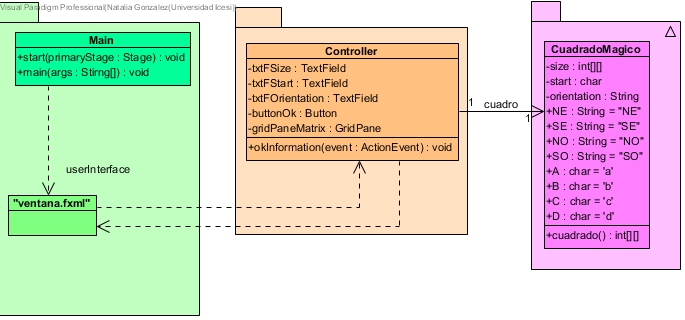 Visual Paradigm Professional(Natalia Gonzalez(Universidad Icesi))
Main
+start(primaryStage : Stage) : void
+main(args : Stirng[]) : void
userInterface
"ventana.fxml"
Controller
-txtFSize : TextField
-txtFStart : TextField
-txtFOrientation : TextField
-buttonOk : Button
-gridPaneMatrix : GridPane
+okInformation(event : ActionEvent) : void
1
cuadro
1
CuadradoMagico
-size : int[][]
-start : char
-orientation : String
+NE : String = "NE"
+SE : String = "SE"
+NO : String = "NO"
+SO : String = "SO"
+A : char = 'a'
+B : char = 'b'
+C : char = 'c'
+D : char = 'd'
+cuadrado() : int[][]